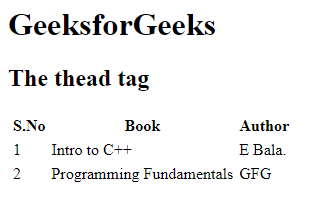 GeeksforGeeks
The thead tag
S.No Book Author
1 Intro to C++ E Bala.
2 Programming Fundamentals GFG